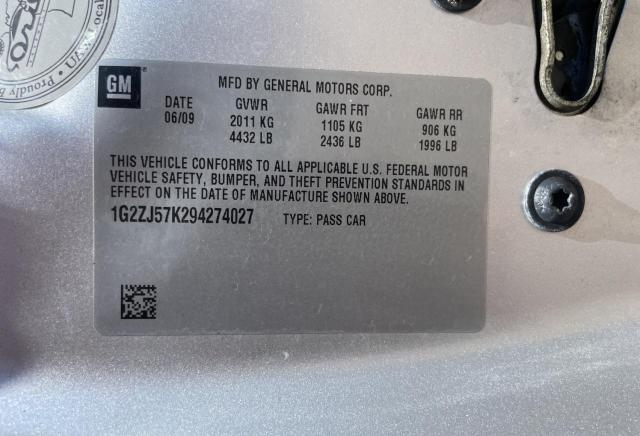 Proudly
GM
MFD BY GENERAL MOTORS CORP.
DATE GVWR GAWR FRT GAWR RR
06/09 2011 KG 1105 KG 906 KG
4432 LB 2436 LB 1996 LB
THIS VEHICLE CONFORMS TO ALL APPLICABLE U.S. FEDERAL MOTOR
VEHICLE SAFETY, BUMPER, AND THEFT PREVENTION STANDARDS IN
EFFECT ON THE DATE OF MANUFACTURE SHOWN ABOVE.
1G2ZJ57K294274027 TYPE: PASS CAR